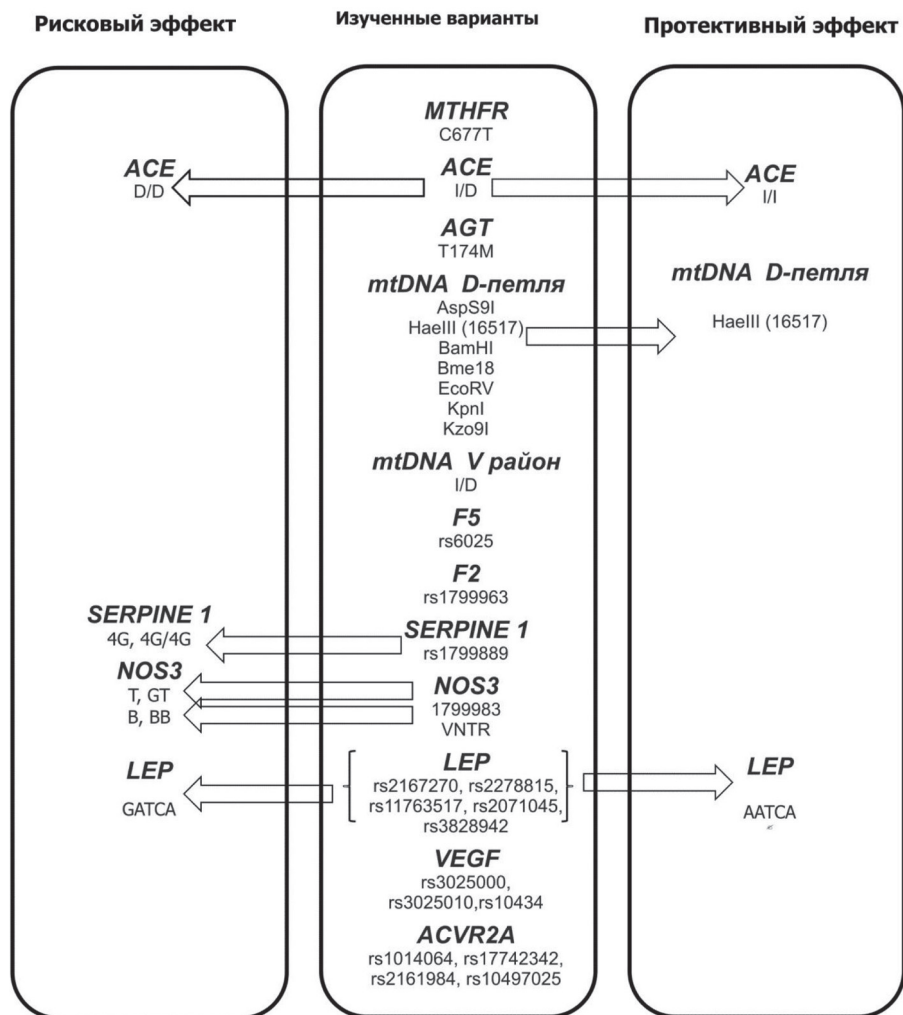 Рисковый эффект
Изученные варианты
Протективный эффект
MTHFR
C677T
ACE
D/D
ACE
I/D
ACE
I/I
AGT
T174M
mtDNA D-петля
AspS9I
HaeIII (16517)
BamHI
Bme18
EcoRV
KpnI
Kzo9I
mtDNA D-петля
HaeIII (16517)
mtDNA V район
I/D
F5
rs6025
F2
rs1799963
SERPINE 1
4G, 4G/4G
SERPINE 1
rs1799889
NOS3
T, GT
B, BB
NOS3
1799983
VNTR
LEP
GATCA
LEP
rs2167270, rs2278815,
rs11763517, rs2071045,
rs3828942
LEP
AATCA
VEGF
rs3025000,
rs3025010,rs10434
ACVR2A
rs1014064, rs17742342,
rs2161984, rs10497025